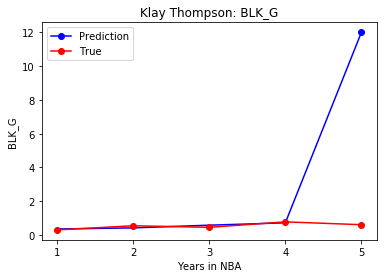 Klay Thompson: BLK_G
Prediction
True
BLK_G
12
10
8
6
4
2
0
1 2 3 4 5
Years in NBA